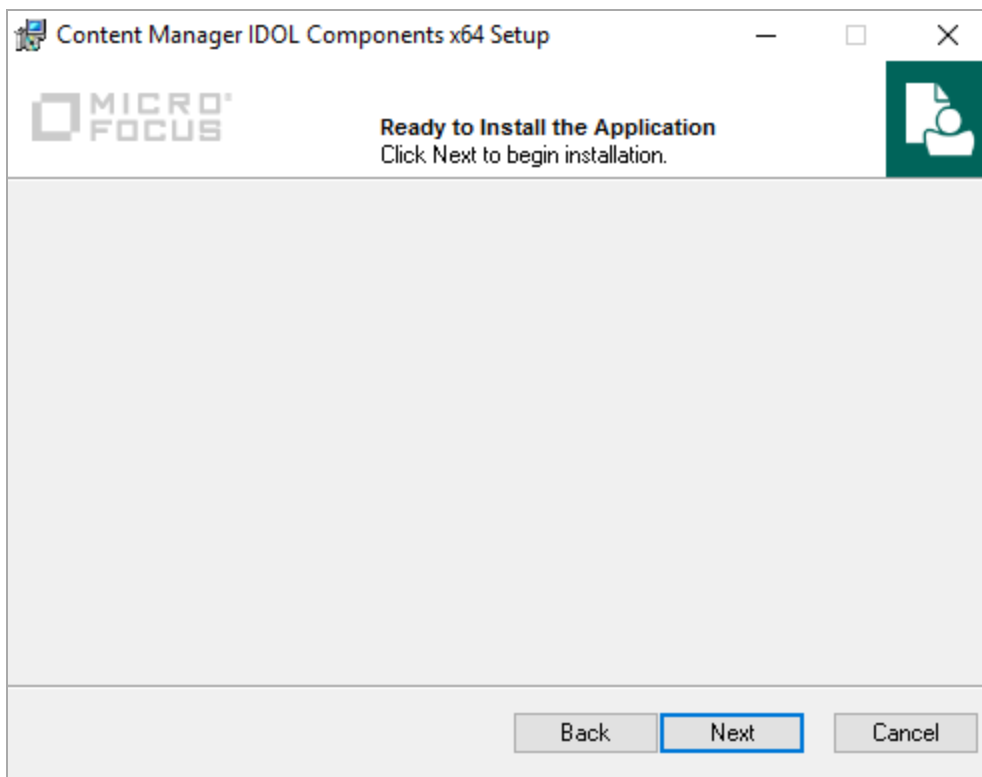 Content Manager IDOL Components x64 Setup
MICRO
FOCUS
Ready to Install the Application
Click Next to begin installation.
Back
Next
Cancel